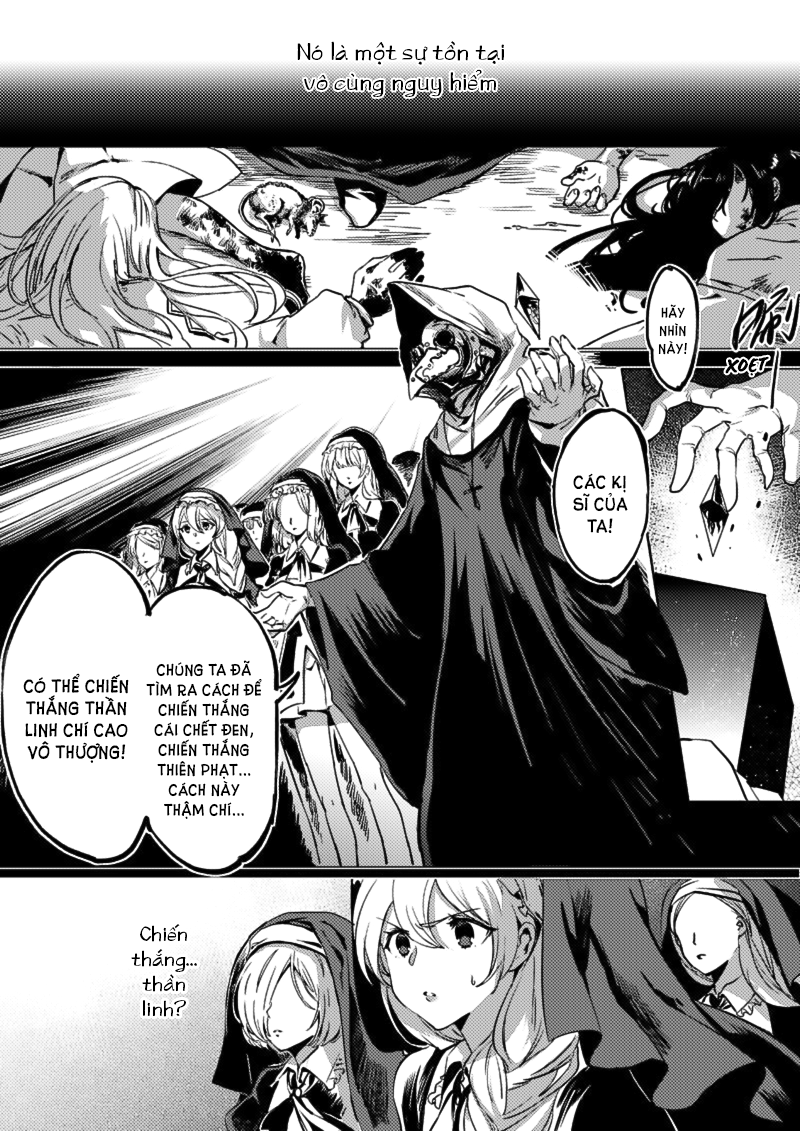 Nó là một sự tồn tại
vô cùng nguy hiểm
HÃY
NHÌN
NÀY!
XOẸT
CÁC KỊ
SĨ CỦA
TA!
CHÚNG TA ĐÃ
TÌM RA CÁCH ĐỂ
CHIẾN THẮNG
CÁI CHẾT ĐEN,
CHIẾN THẮNG
THIÊN PHẠT...
CÁCH NÀY
THẬM CHÍ...
CÓ THỂ CHIẾN
THẮNG THẦN
LINH CHÍ CAO
VÔ THƯỢNG!
Chiến
thắng...
thần
linh?